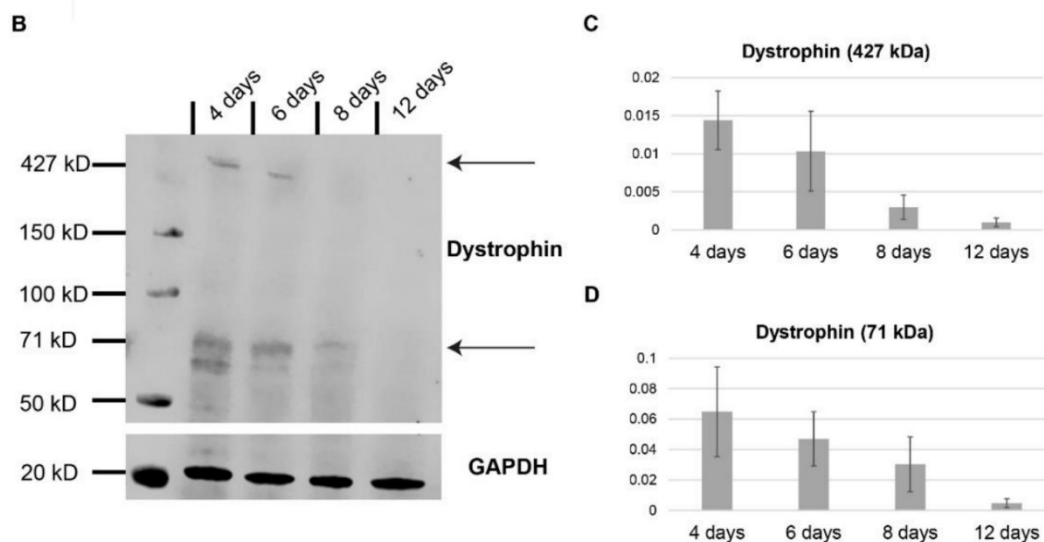 B
4 days
6 days
8 days
12 days
427 kD
150 kD
Dystrophin
100 kD
71 kD
50 kD
20 kD
GAPDH
C
Dystrophin (427 kDa)
0.02
0.015
0.01
0.005
0
4 days 6 days 8 days 12 days
D
Dystrophin (71 kDa)
0.1
0.08
0.06
0.04
0.02
0
4 days 6 days 8 days 12 days